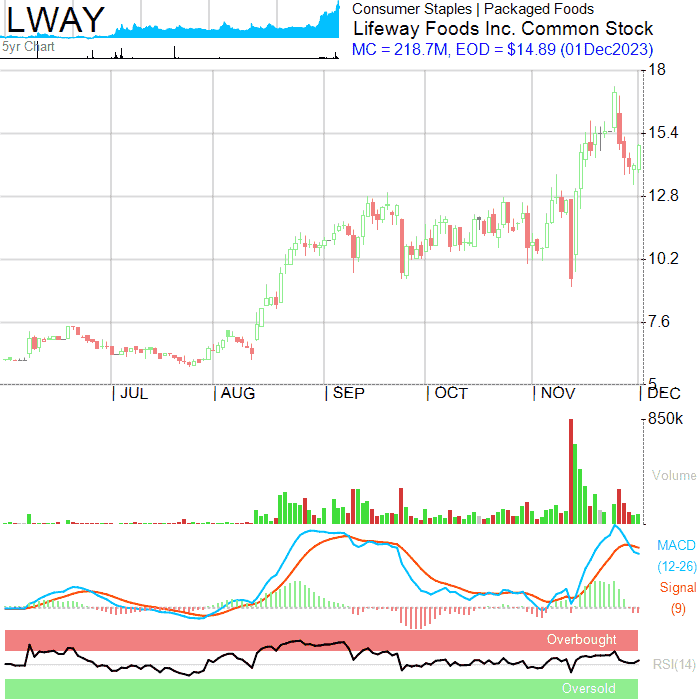 LWAY
5yr Chart
Consumer Staples | Packaged Foods
Lifeway Foods Inc. Common Stock
MC = 218.7M, EOD = $14.89 (01Dec2023)
18
15.4
12.8
10.2
7.6
5
JUL AUG SEP OCT NOV DEC
850k
Volume
MACD
(12-26)
Signal
(9)
Overbought
RSI(14)
Oversold